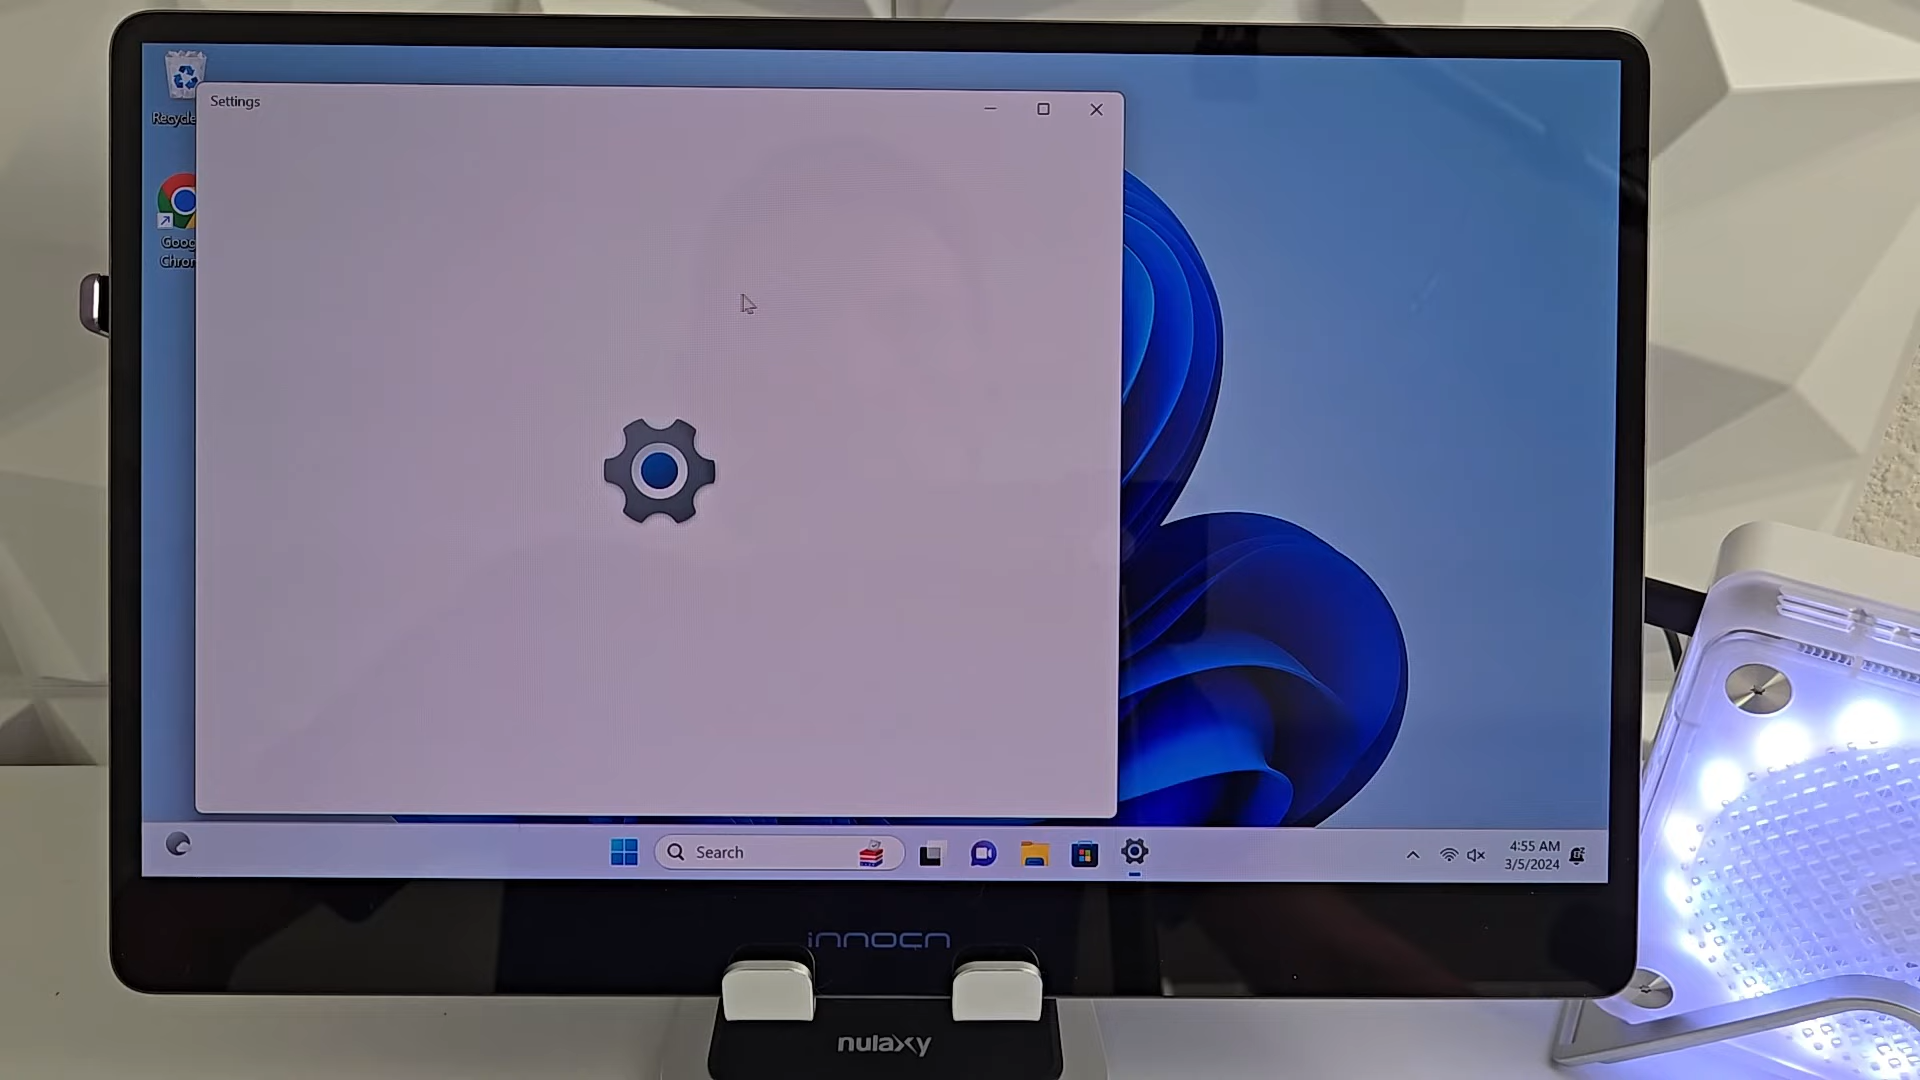 Settings
Recycle
Goog
Chron
Search
4:55 AM
3/5/2024
INNOCN
nulaxy